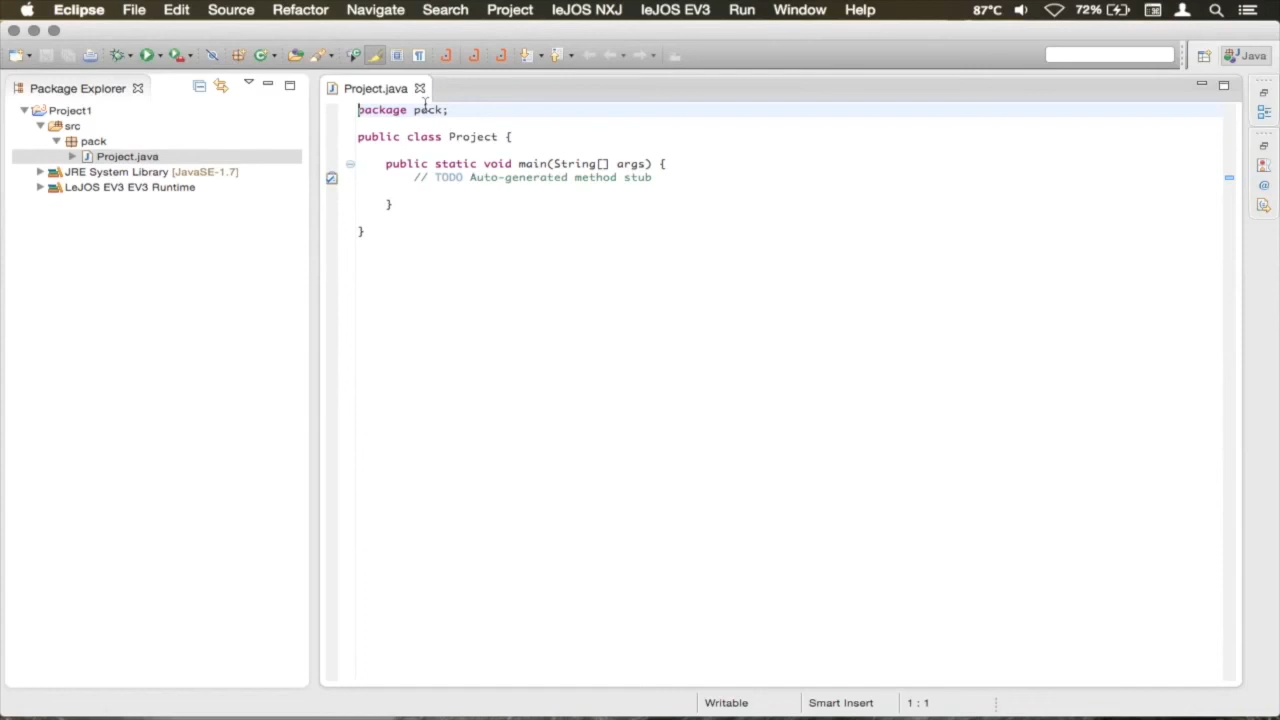 Eclipse File Edit Source Refactor Navigate Search Project leJOS NXJ leJOS EV3 Run Window Help 87°C 72%
Java
Package Explorer
Project1
src
pack
Project.java
JRE System Library [JavaSE-1.7]
LeJOS EV3 EV3 Runtime
Project.java
package pack;
public class Project {
public static void main(String[] args) {
// TODO Auto-generated method stub
}
}
Writable Smart Insert 1 : 1